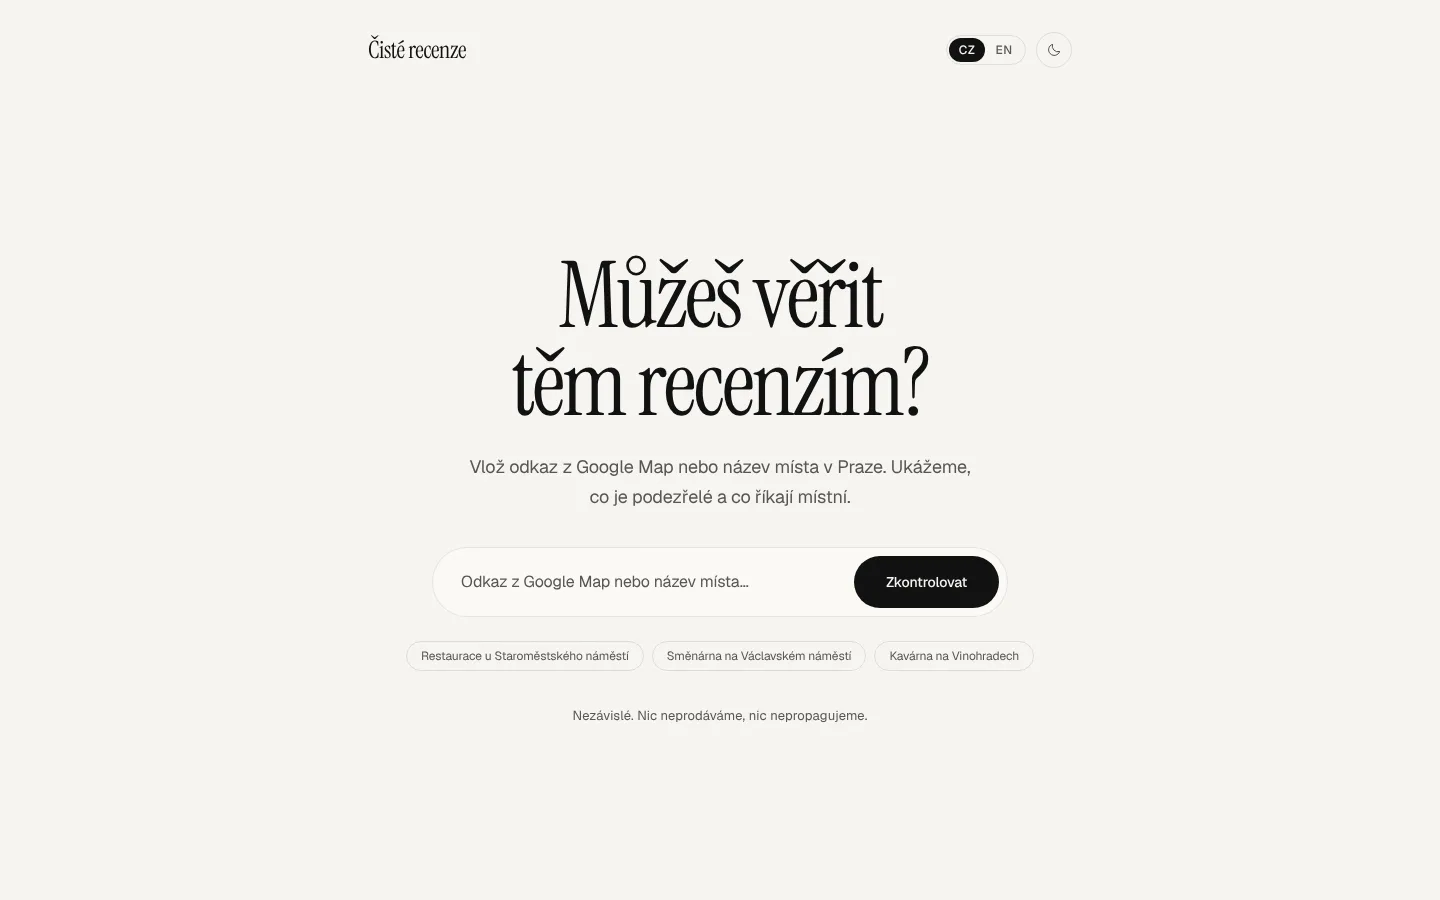 Čisté recenze
CZ EN
Můžeš věřit
těm recenzím?
Vlož odkaz z Google Map nebo název místa v Praze. Ukážeme,
co je podezřelé a co říkají místní.
Odkaz z Google Map nebo název místa…
Zkontrolovat
Restaurace u Staroměstského náměstí
Směnárna na Václavském náměstí
Kavárna na Vinohradech
Nezávislé. Nic neprodáváme, nic nepropagujeme.